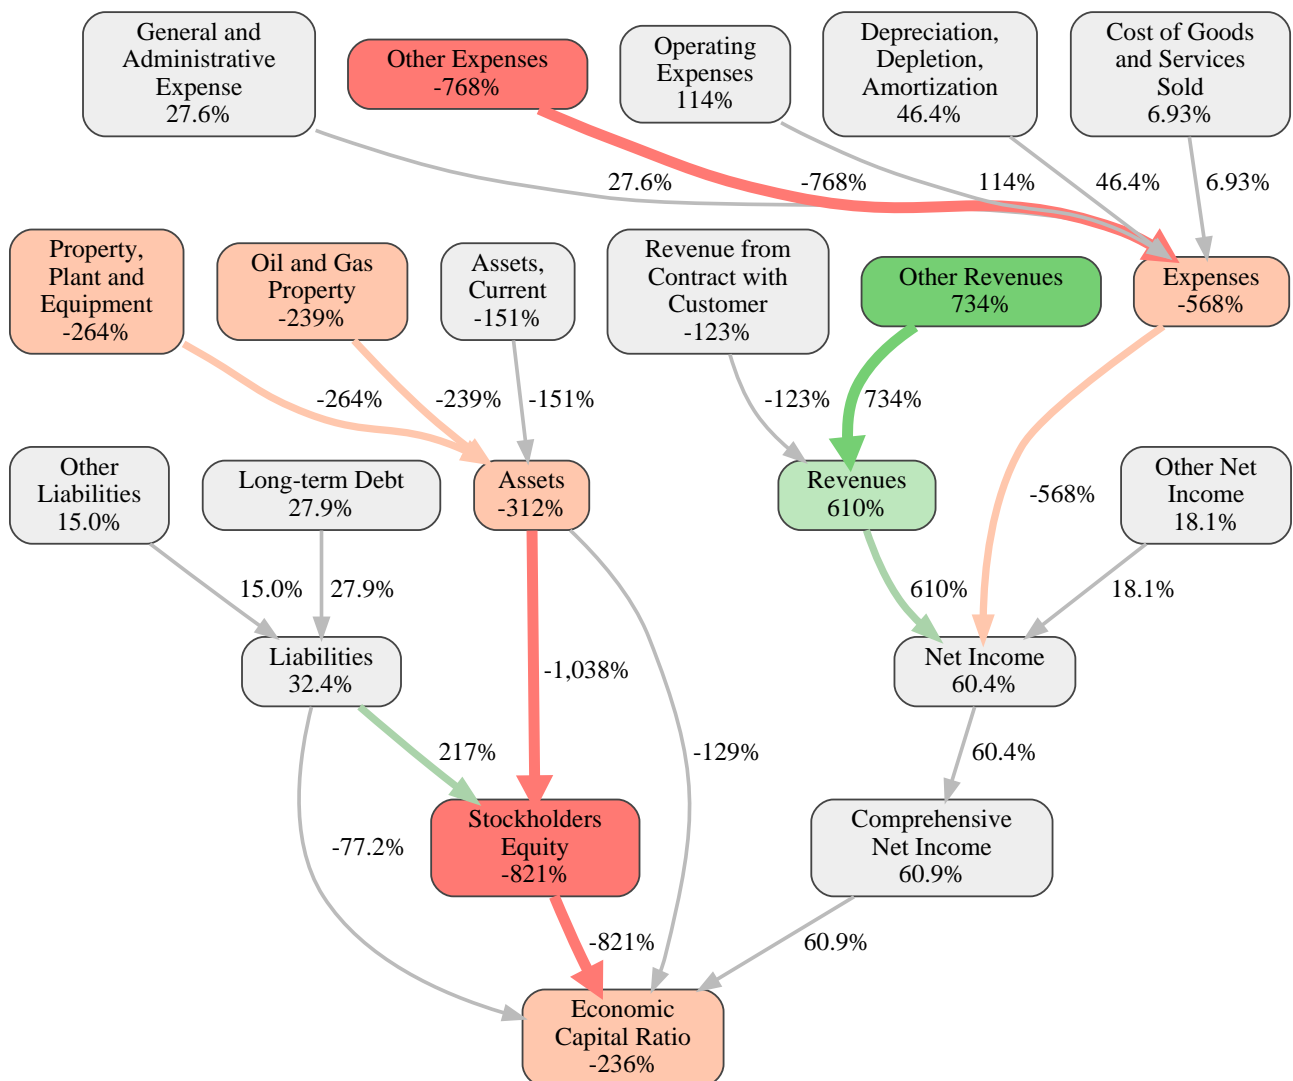 General and
Administrative
Expense
27.6%
Other Expenses
-768%
Operating
Expenses
114%
Depreciation,
Depletion,
Amortization
46.4%
Cost of Goods
and Services
Sold
6.93%
27.6%
-768%
114%
46.4%
6.93%
Property,
Plant and
Equipment
-264%
Oil and Gas
Property
-239%
Assets,
Current
-151%
Revenue from
Contract with
Customer
-123%
Other Revenues
734%
Expenses
-568%
-264%
-239%
-151%
-123%
734%
Other
Liabilities
15.0%
Long-term Debt
27.9%
Assets
-312%
Revenues
610%
-568%
Other Net
Income
18.1%
15.0%
27.9%
610%
18.1%
Liabilities
32.4%
-1,038%
Net Income
60.4%
217%
-129%
60.4%
-77.2%
Stockholders
Equity
-821%
Comprehensive
Net Income
60.9%
-821%
60.9%
Economic
Capital Ratio
-236%